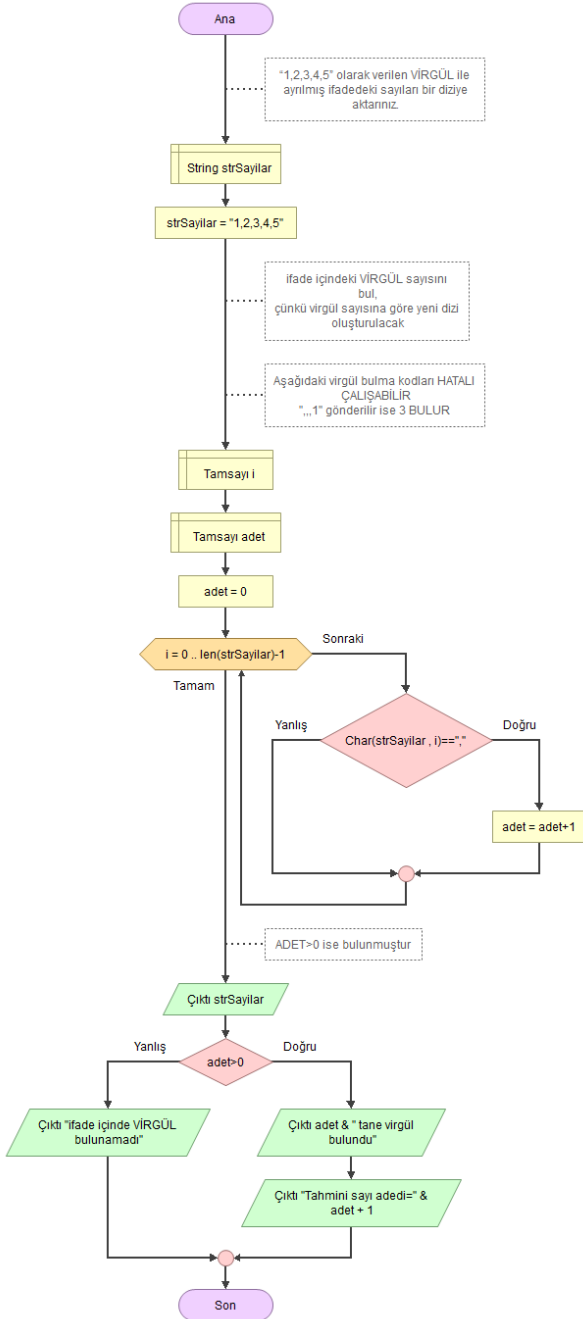 Ana
"1,2,3,4,5" olarak verilen VİRGÜL ile
ayrılmış ifadedeki sayıları bir diziye
aktarınız.
String strSayilar
strSayilar = "1,2,3,4,5"
ifade içindeki VİRGÜL sayısını
bul,
çünkü virgül sayısına göre yeni dizi
oluşturulacak
Aşağıdaki virgül bulma kodları HATALI
ÇALIŞABİLİR
",,,1" gönderilir ise 3 BULUR
Tamsayı i
Tamsayı adet
adet = 0
i = 0 .. len(strSayilar)-1
Sonraki
Tamam
Yanlış
Char(strSayilar , i)==","
Doğru
adet = adet+1
ADET>0 ise bulunmuştur
Çıktı strSayilar
Yanlış
adet>0
Doğru
Çıktı "ifade içinde VİRGÜL
bulunamadı"
Çıktı adet & " tane virgül
bulundu"
Çıktı "Tahmini sayı adedi=" &
adet + 1
Son